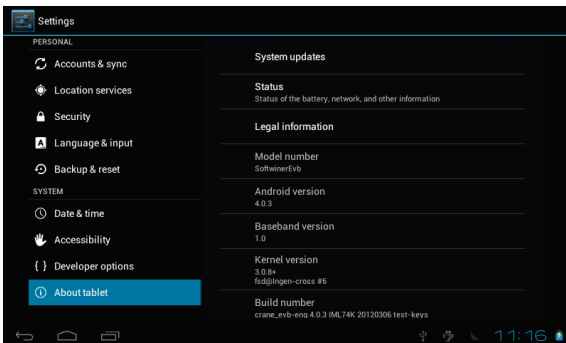 Settings
PERSONAL
Accounts & sync
Location services
Security
Language & input
Backup & reset
SYSTEM
Date & time
Accessibility
{ } Developer options
About tablet
System updates
Status
Status of the battery, network, and other information
Legal information
Model number
SoftwinerEvb
Android version
4.0.3
Baseband version
1.0
Kernel version
3.0.8+
fsd@Ingen-cross #6
Build number
crane_evb-eng 4.0.3 IML74K 20120306 test-keys
11:16